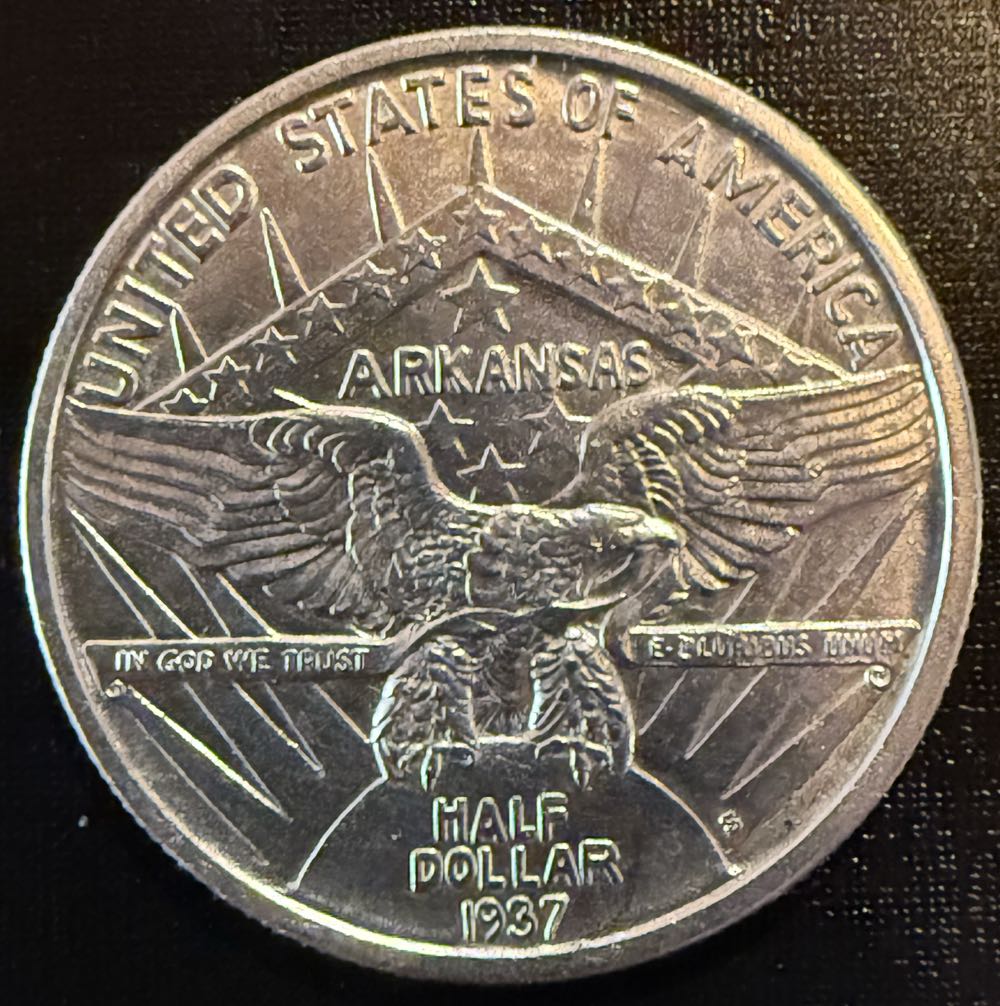 UNITED STATES OF AMERICA
ARKANSAS
IN GOD WE TRUST
E·PLURIBUS UNUM
HALF
DOLLAR
1937
S